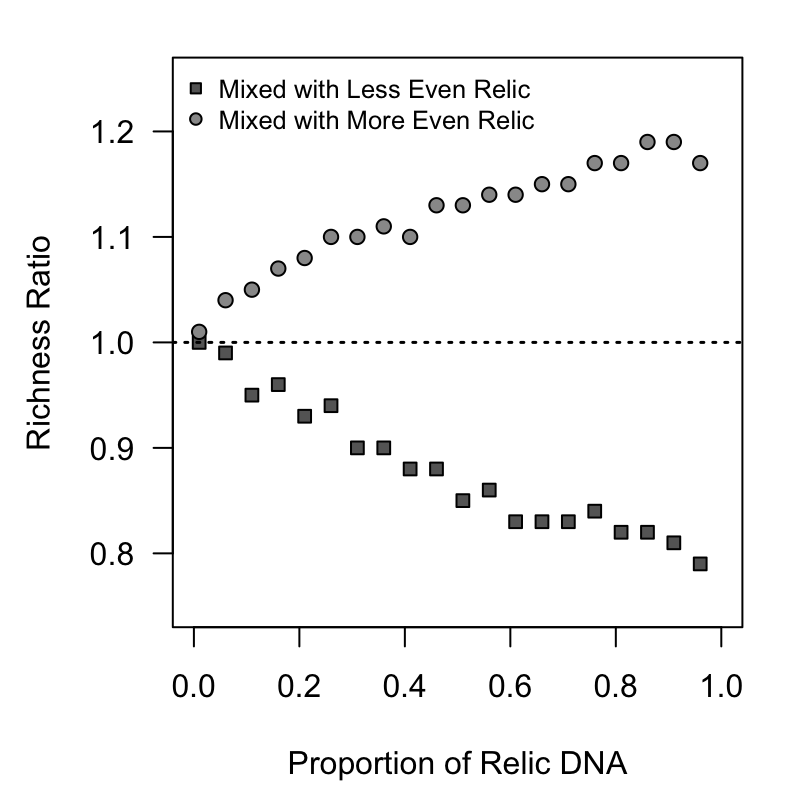 Mixed with Less Even Relic
Mixed with More Even Relic
1.2
1.1
1.0
0.9
0.8
Richness Ratio
0.0 0.2 0.4 0.6 0.8 1.0
Proportion of Relic DNA